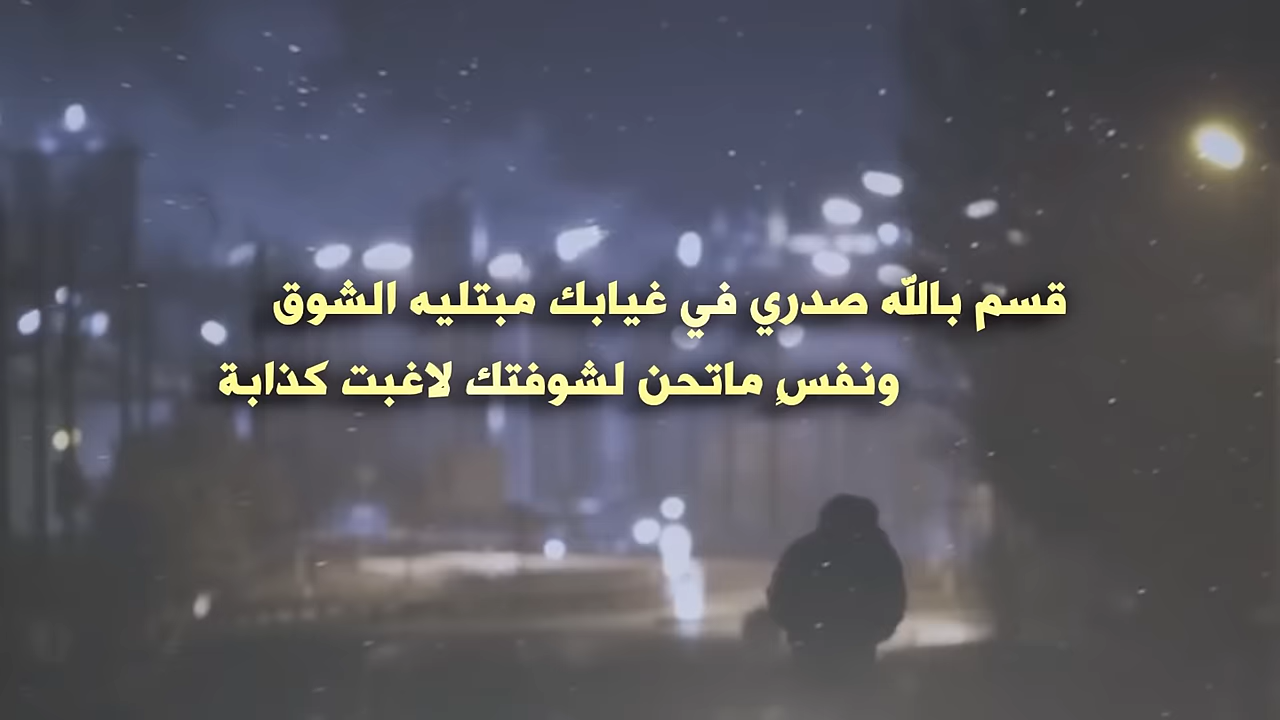 قسم بالله صدري في غيابك مبتليه الشوق
ونفسٍ ماتحن لشوفتك لاغبت كذابة